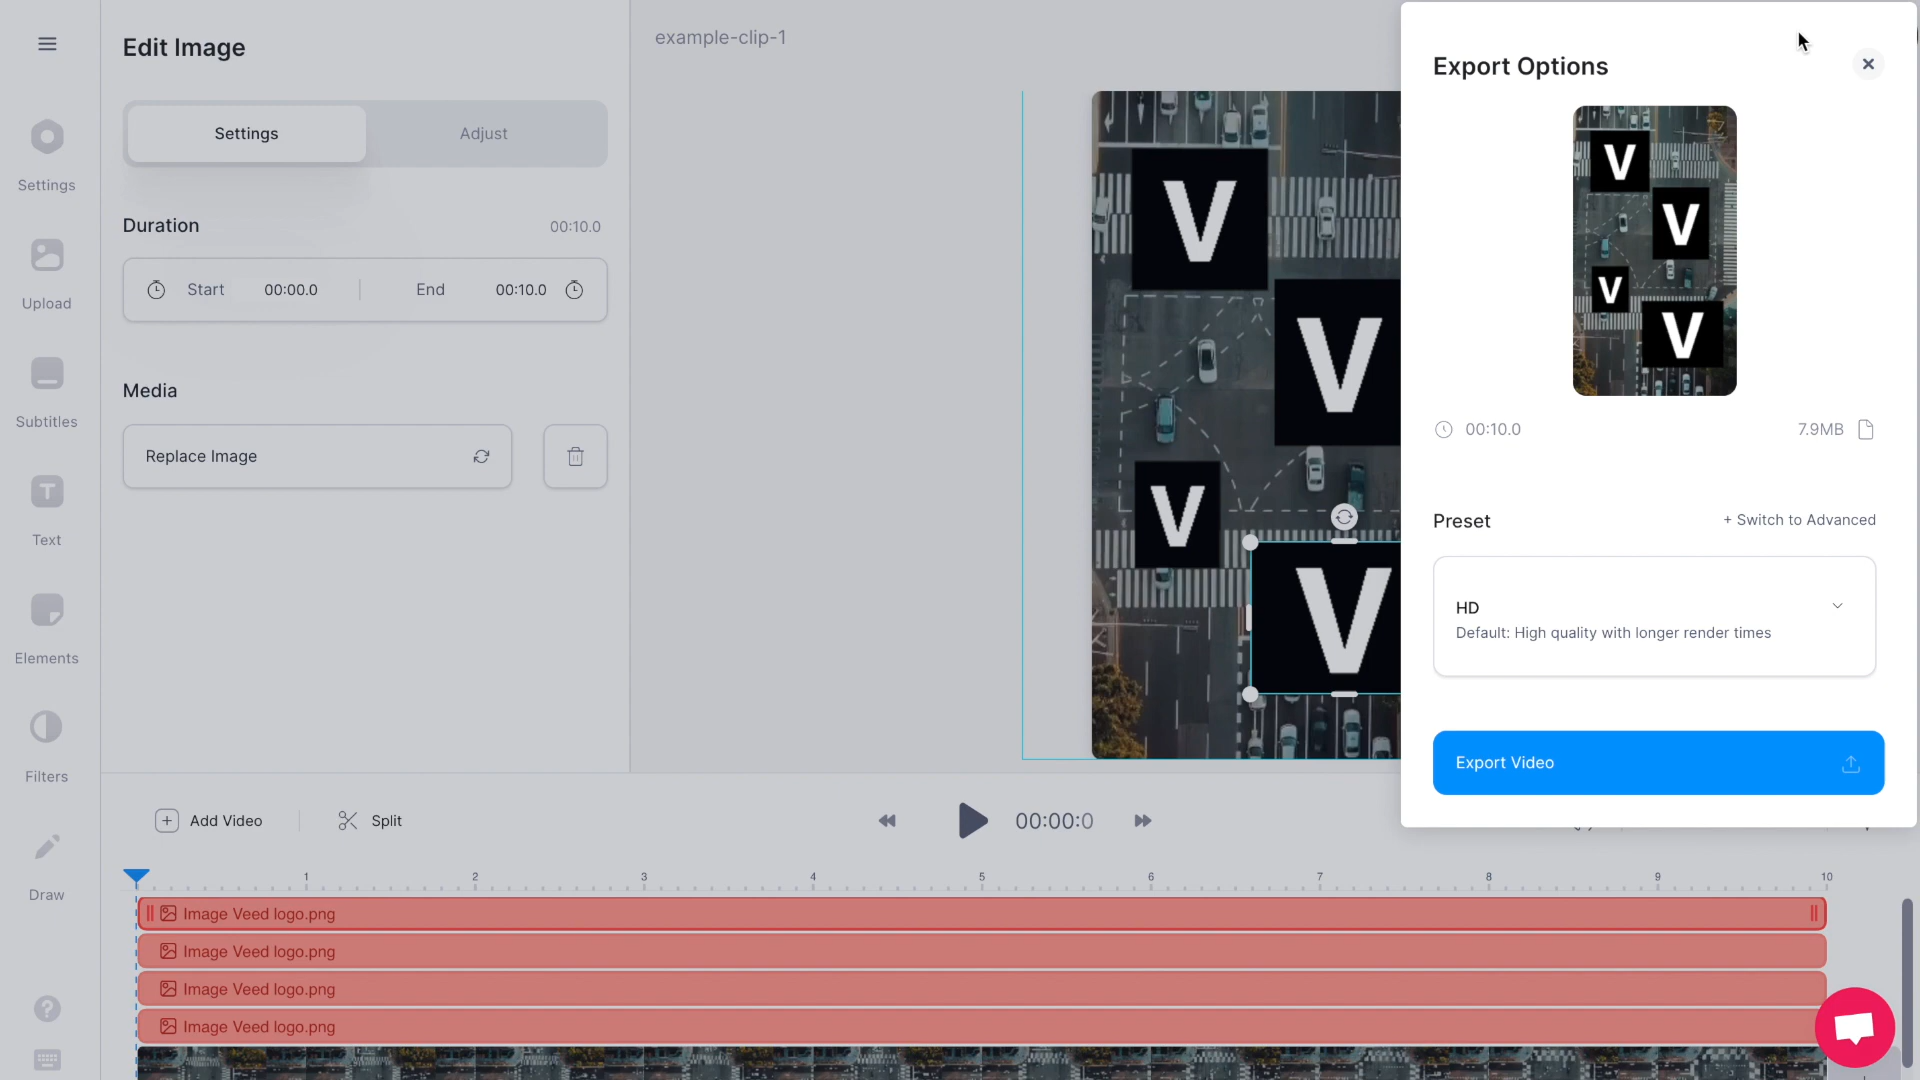 Edit Image
example-clip-1
Settings
Adjust
Duration
00:10.0
Start
00:00.0
End
00:10.0
Media
Replace Image
Settings
Upload
Subtitles
Text
Elements
Filters
Draw
V
V
V
V
Export Options
V
V
V
V
00:10.0
7.9MB
Preset
+ Switch to Advanced
HD
Default: High quality with longer render times
Export Video
Add Video
Split
00:00:0
1 2 3 4 5 6 7 8 9 10
Image Veed logo.png
Image Veed logo.png
Image Veed logo.png
Image Veed logo.png